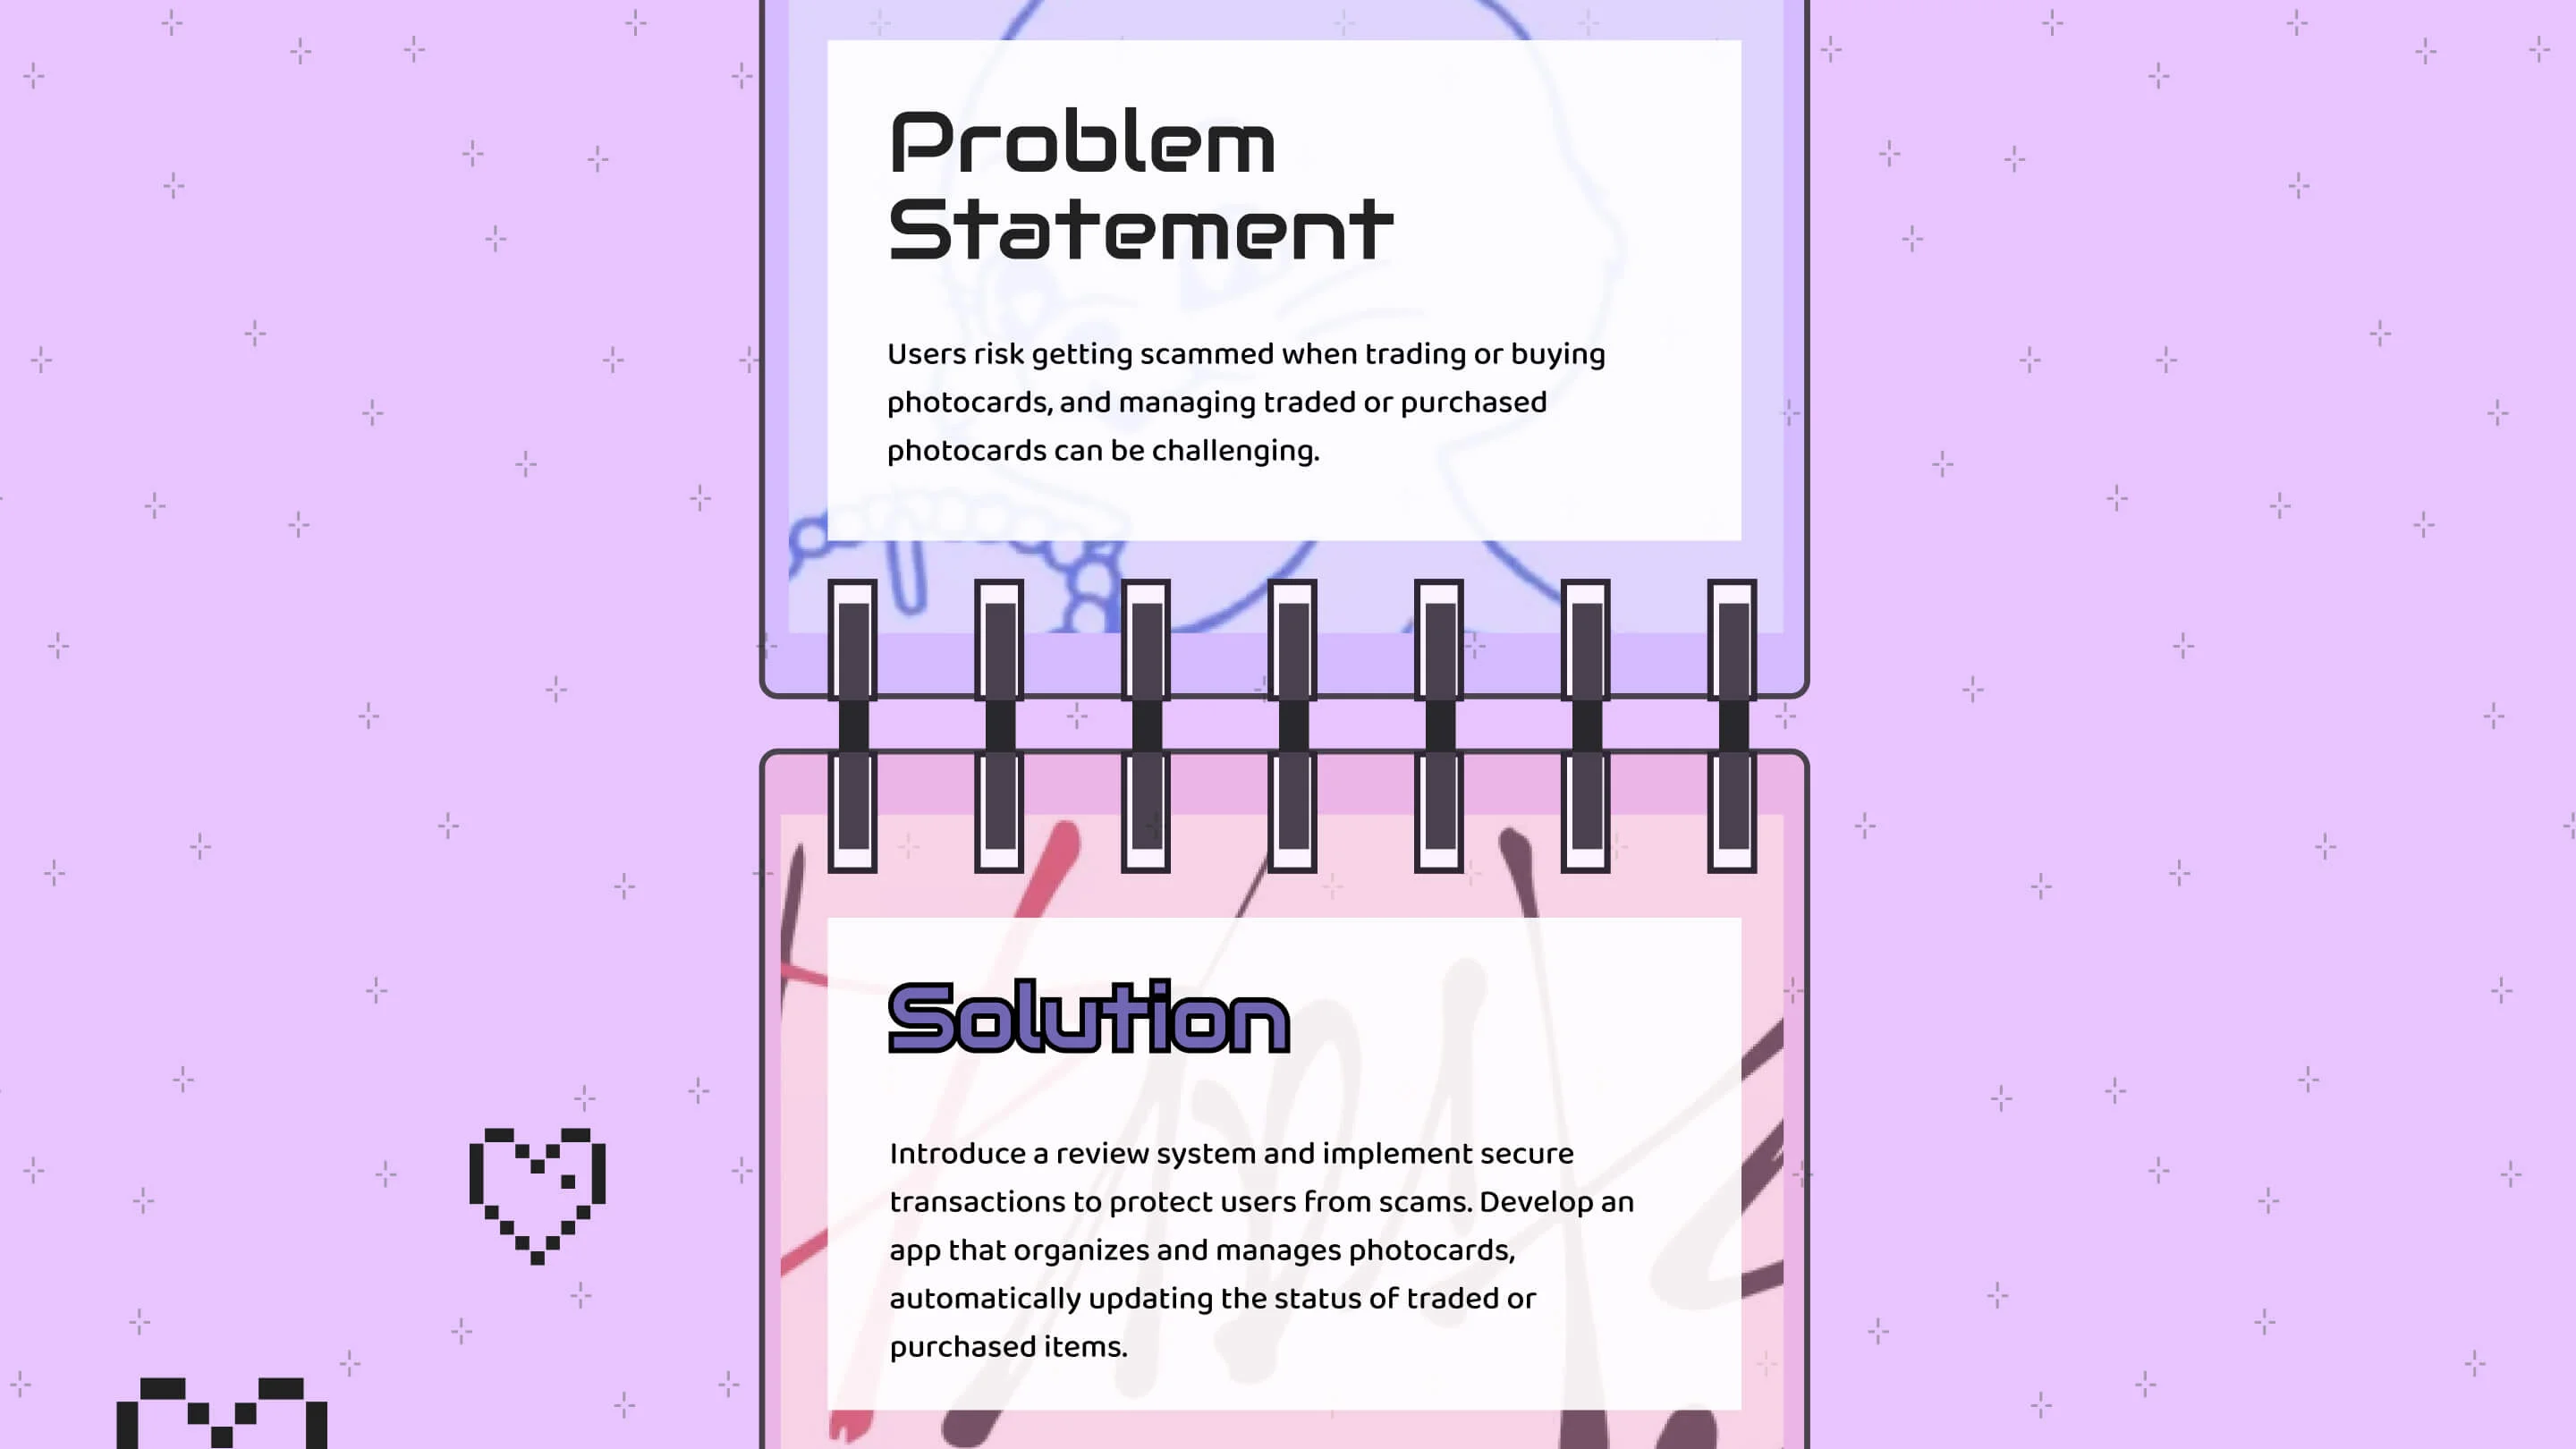 Problem
Statement
Users risk getting scammed when trading or buying
photocards, and managing traded or purchased
photocards can be challenging.
Solution
Introduce a review system and implement secure
transactions to protect users from scams. Develop an
app that organizes and manages photocards,
automatically updating the status of traded or
purchased items.